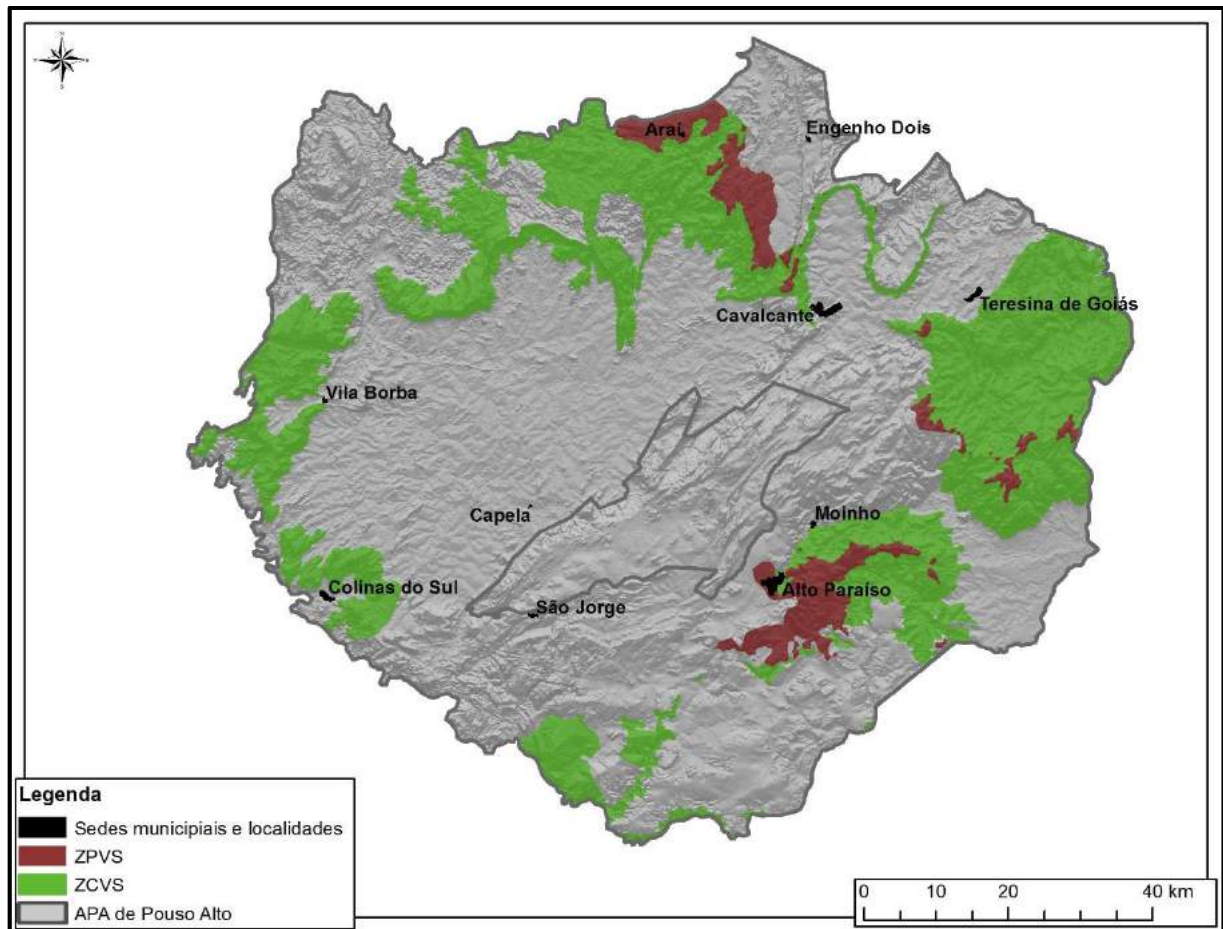 Araí
Engenho Dois
Cavalcante
Teresina de Goiás
Vila Borba
Capela
Moinho
Colinas do Sul
São Jorge
Alto Paraíso
Legenda
Sedes municipiais e localidades
ZPVS
ZCVS
APA de Pouso Alto
0 10 20 40 km